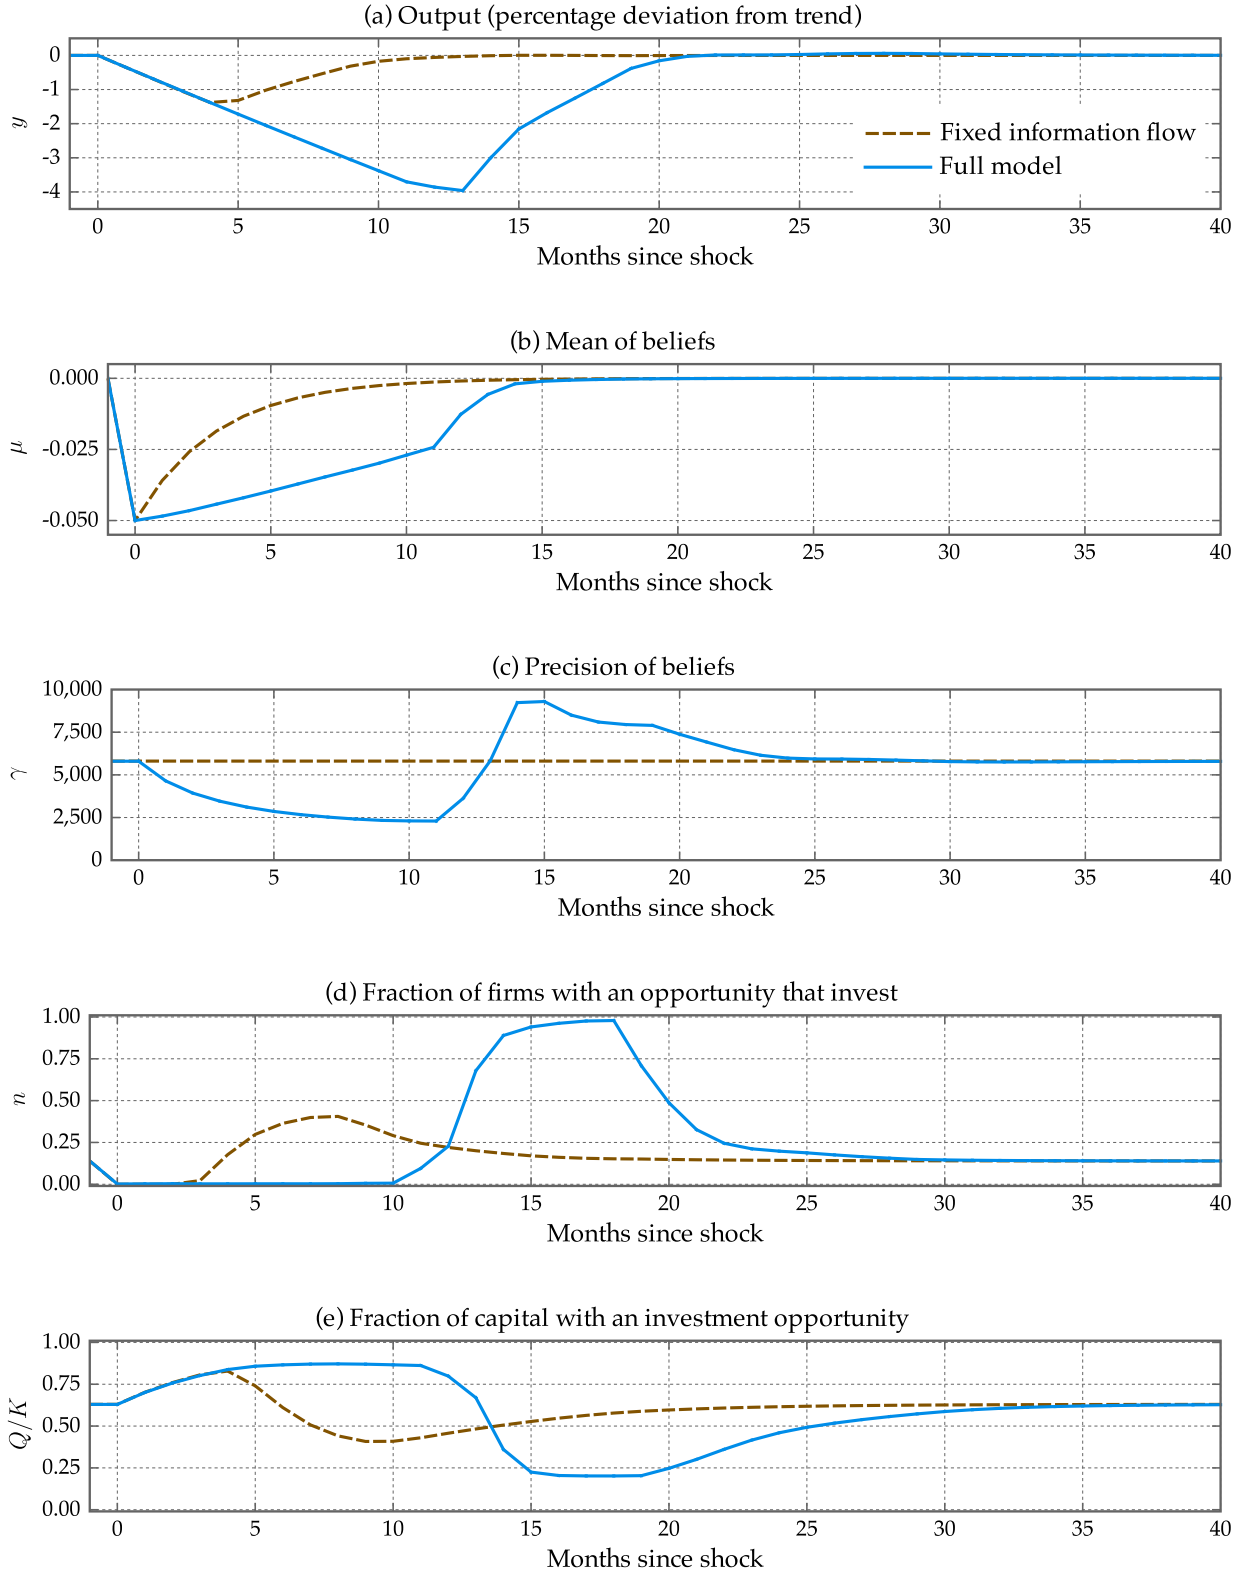 (a) Output (percentage deviation from trend)
0
-1
-2
-3
-4
y
Fixed information flow
Full model
0 5 10 15 20 25 30 35 40
Months since shock
(b) Mean of beliefs
0.000
-0.025
-0.050
μ
0 5 10 15 20 25 30 35 40
Months since shock
(c) Precision of beliefs
10,000
7,500
5,000
2,500
0
γ
0 5 10 15 20 25 30 35 40
Months since shock
(d) Fraction of firms with an opportunity that invest
1.00
0.75
0.50
0.25
0.00
n
0 5 10 15 20 25 30 35 40
Months since shock
(e) Fraction of capital with an investment opportunity
1.00
0.75
0.50
0.25
0.00
Q/K
0 5 10 15 20 25 30 35 40
Months since shock